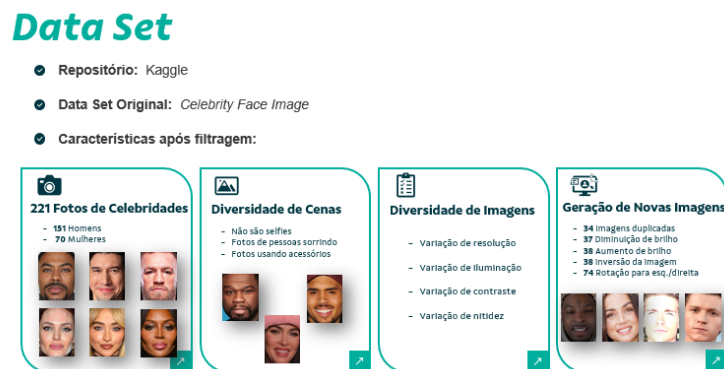 Data Set
Repositório: Kaggle
Data Set Original: Celebrity Face Image
Características após filtragem:
221 Fotos de Celebridades
- 151 Homens
- 70 Mulheres
Diversidade de Cenas
- Não são selfies
- Fotos de pessoas sorrindo
- Fotos usando acessórios
Diversidade de Imagens
- Variação de resolução
- Variação de iluminação
- Variação de contraste
- Variação de nitidez
Geração de Novas Imagens
- 34 Imagens duplicadas
- 37 Diminuição de brilho
- 38 Aumento de brilho
- 38 Inversão da Imagem
- 74 Rotação para esq./direita